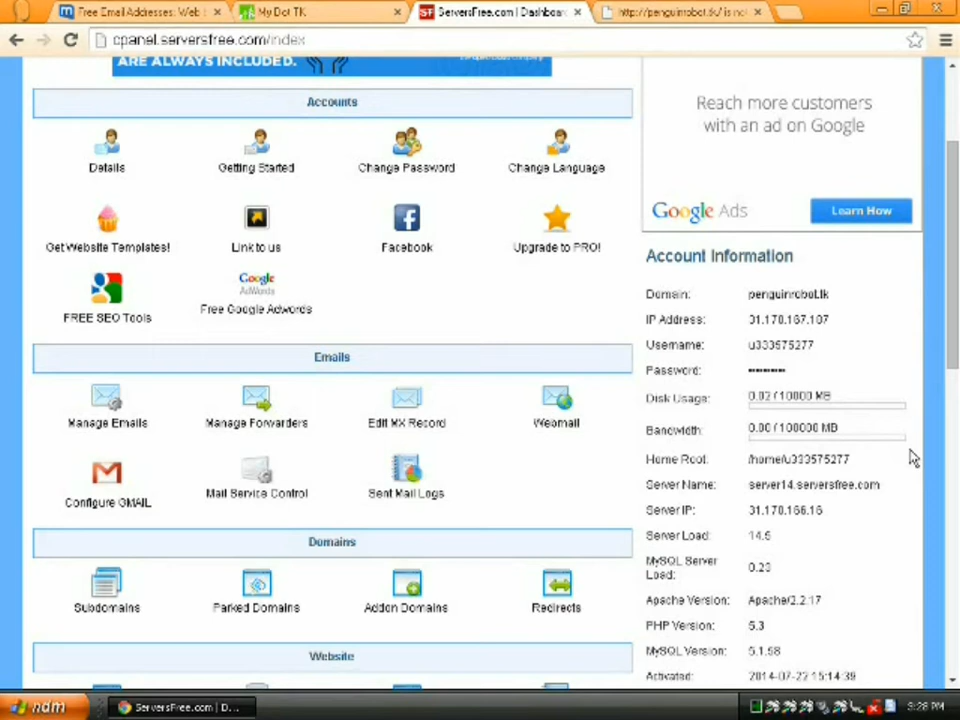 Free Email Addresses: Web
My Dot TK
ServersFree.com | Dashboa
http://penguinrobot.tk/ is not
cpanel.serversfree.com/index
ARE ALWAYS INCLUDED.
Reach more customers
with an ad on Google
Google Ads
Learn How
Accounts
Details
Getting Started
Change Password
Change Language
Get Website Templates!
Link to us
Facebook
Upgrade to PRO!
Google
AdWords
FREE SEO Tools
Free Google Adwords
Emails
Manage Emails
Manage Forwarders
Edit MX Record
Webmail
Configure GMAIL
Mail Service Control
Sent Mail Logs
Domains
Subdomains
Parked Domains
Addon Domains
Redirects
Website
Account Information
Domain: penguinrobot.tk
IP Address: 31.170.167.187
Username: u333575277
Password: ••••••••••
Disk Usage: 0.02 / 10000 MB
Bandwidth: 0.00 / 100000 MB
Home Root: /home/u333575277
Server Name: server14.serversfree.com
Server IP: 31.170.166.16
Server Load: 14.5
MySQL Server
Load: 0.23
Apache Version: Apache/2.2.17
PHP Version: 5.3
MySQL Version: 5.1.58
Activated: 2014-07-22 15:14:39
ndm
ServersFree.com | D...
9:28 PM